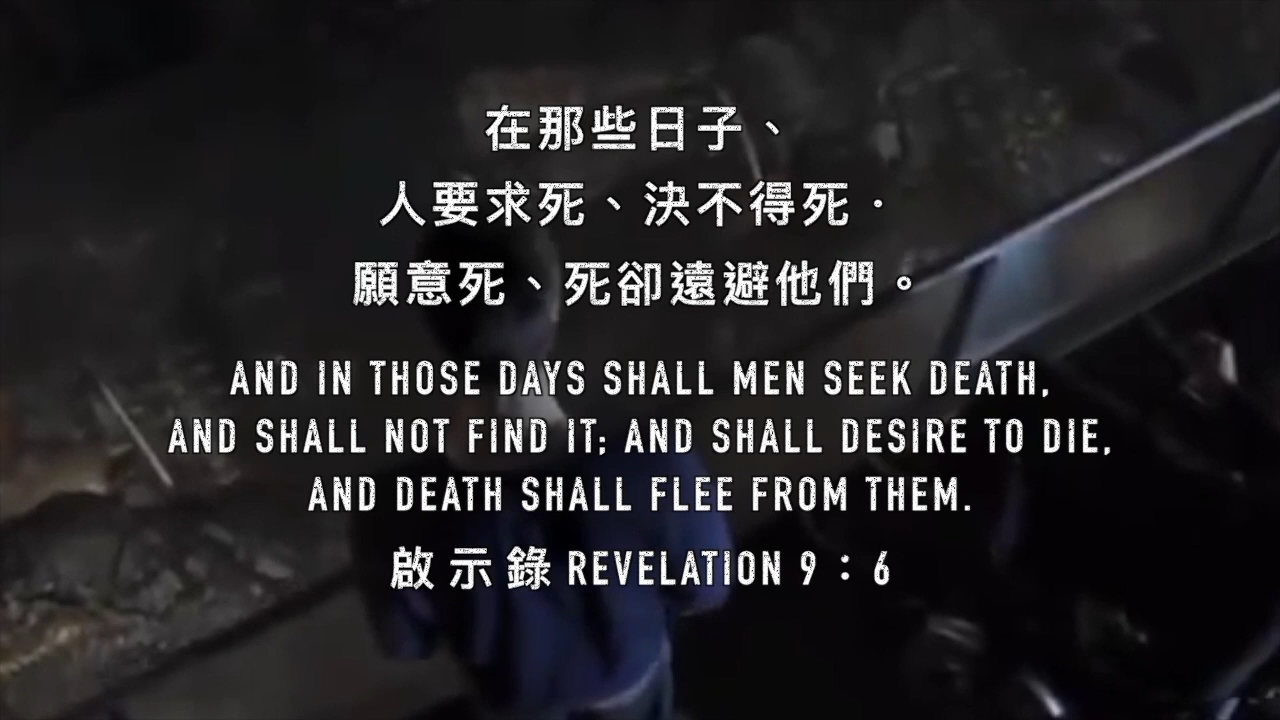 在那些日子、
人要求死、決不得死．
願意死、死卻遠避他們。
AND IN THOSE DAYS SHALL MEN SEEK DEATH,
AND SHALL NOT FIND IT; AND SHALL DESIRE TO DIE,
AND DEATH SHALL FLEE FROM THEM.
啟示錄 REVELATION 9：6